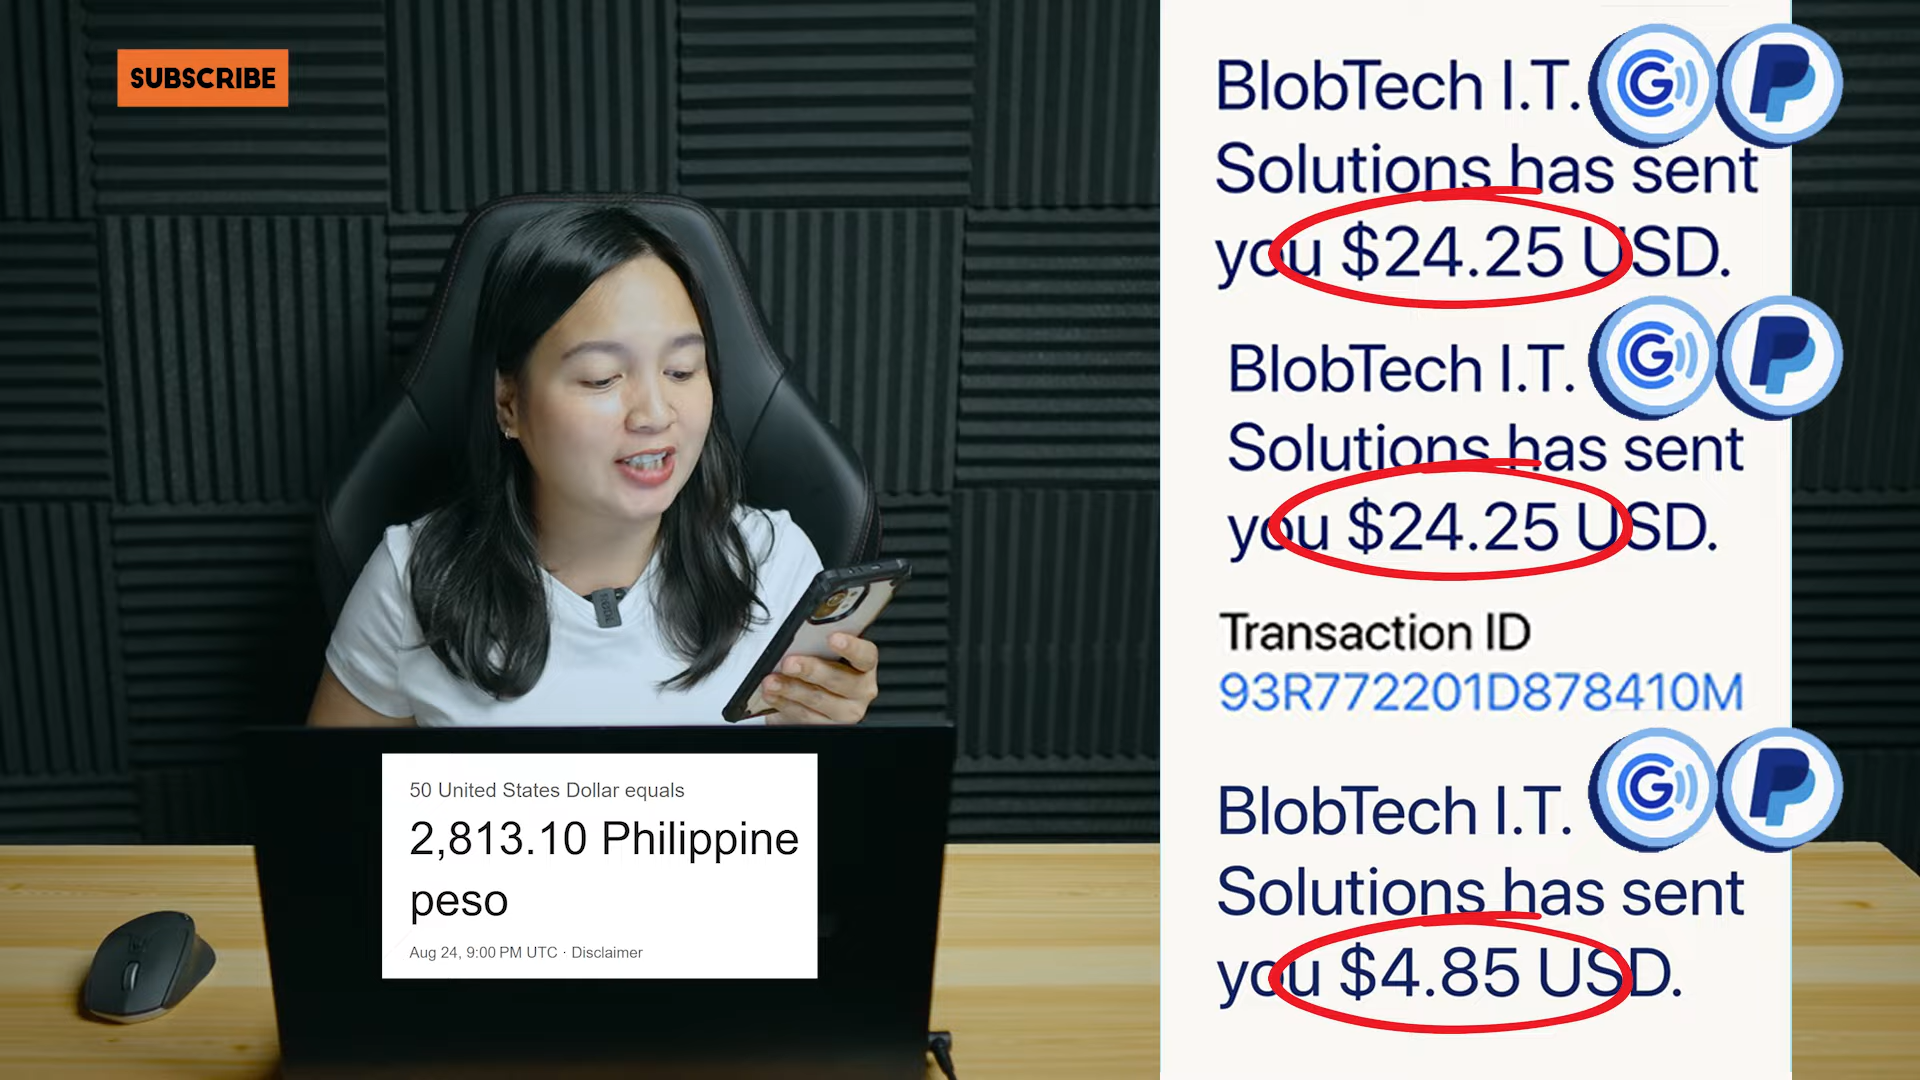 SUBSCRIBE
BlobTech I.T.
Solutions has sent
you $24.25 USD.
BlobTech I.T.
Solutions has sent
you $24.25 USD.
Transaction ID
93R772201D878410M
BlobTech I.T.
Solutions has sent
you $4.85 USD.
50 United States Dollar equals
2,813.10 Philippine
peso
Aug 24, 9:00 PM UTC · Disclaimer